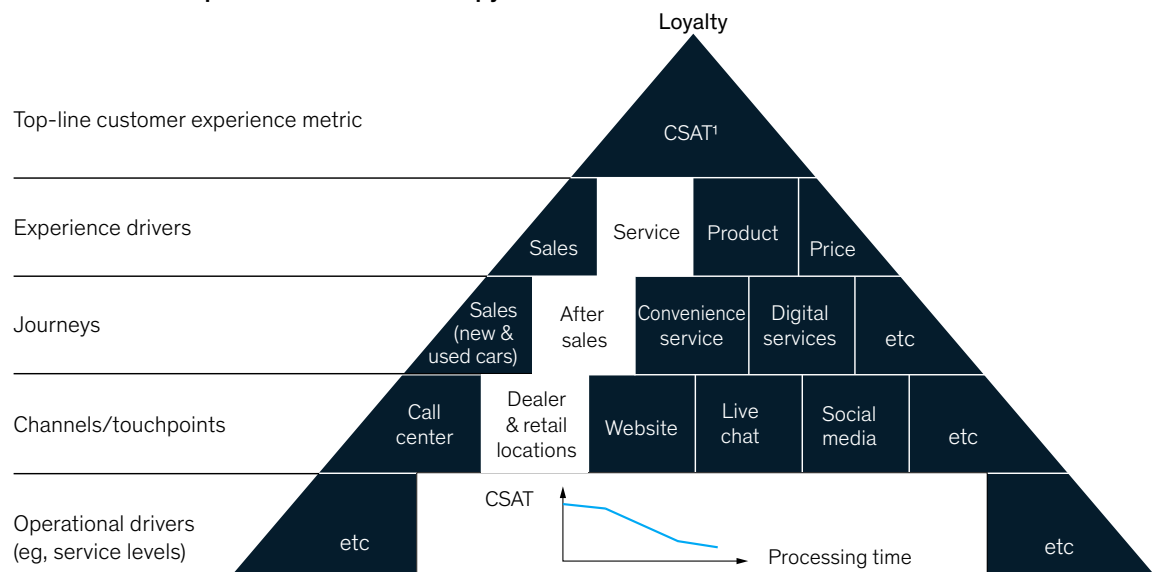 Loyalty
Top-line customer experience metric
CSAT¹
Experience drivers
Sales
Service
Product
Price
Journeys
Sales
(new &
used cars)
After
sales
Convenience
service
Digital
services
etc
Channels/touchpoints
Call
center
Dealer
& retail
locations
Website
Live
chat
Social
media
etc
Operational drivers
(eg, service levels)
etc
CSAT
Processing time
etc